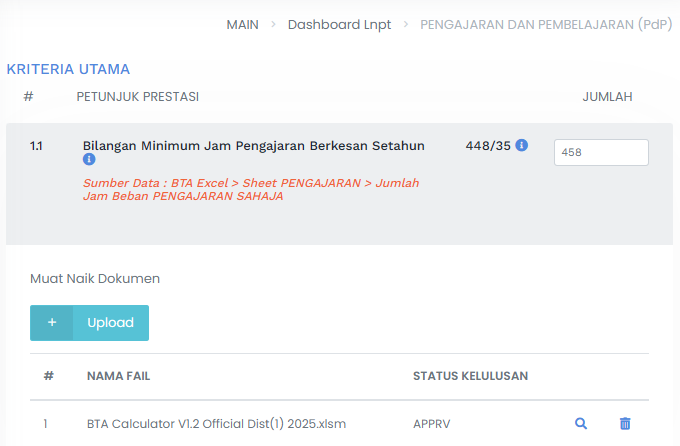 MAIN > Dashboard Lnpt > PENGAJARAN DAN PEMBELAJARAN (PdP)
KRITERIA UTAMA
# PETUNJUK PRESTASI JUMLAH
1.1 Bilangan Minimum Jam Pengajaran Berkesan Setahun 448/35 458
Sumber Data : BTA Excel > Sheet PENGAJARAN > Jumlah
Jam Beban PENGAJARAN SAHAJA
Muat Naik Dokumen
+ Upload
# NAMA FAIL STATUS KELULUSAN
1 BTA Calculator V1.2 Official Dist(1) 2025.xlsm APPRV